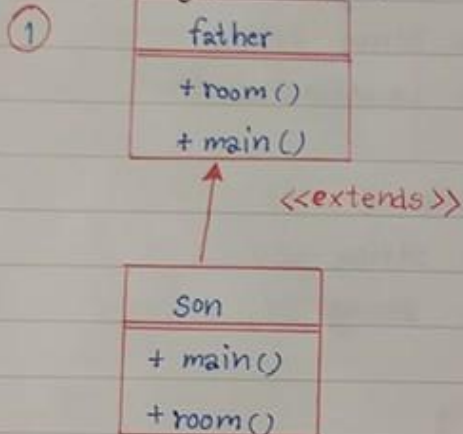 1
father
+ room ()
+ main ()
<<extends>>
son
+ main ()
+ room ()